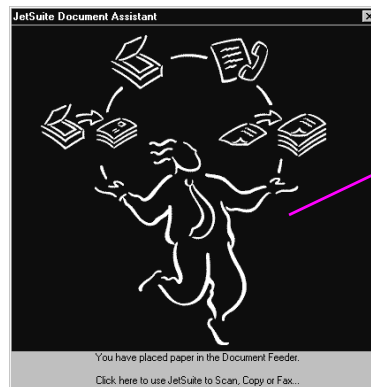 JetSuite Document Assistant
You have placed paper in the Document Feeder.
Click here to use JetSuite to Scan, Copy or Fax...